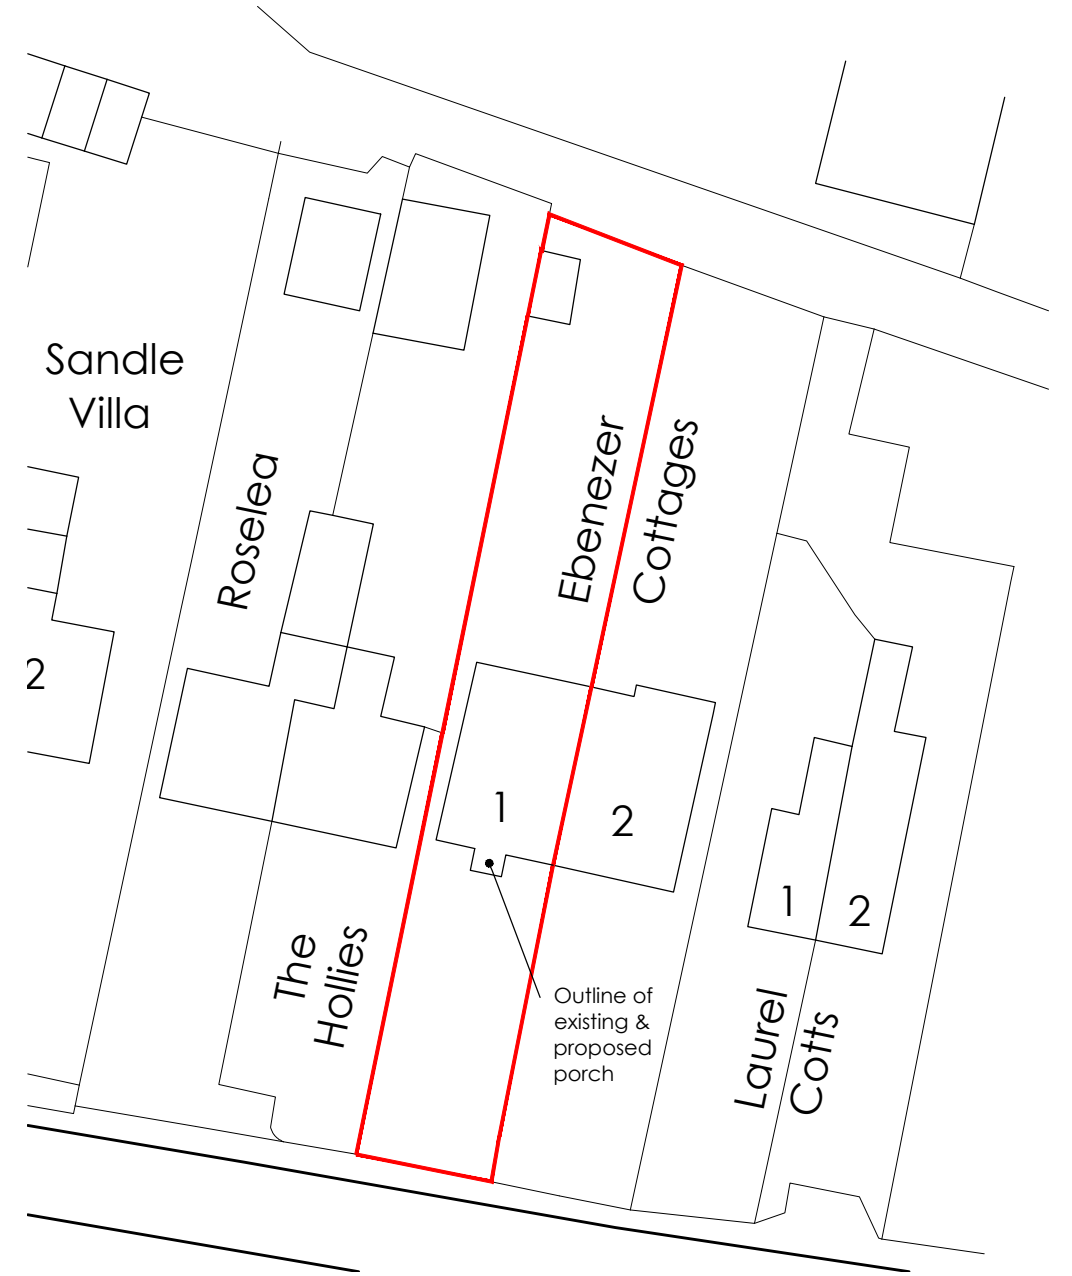 Sandle
Villa
Roselea
Ebenezer
Cottages
2
1
2
1
2
The
Hollies
Outline of
existing &
proposed
porch
Laurel
Cotts